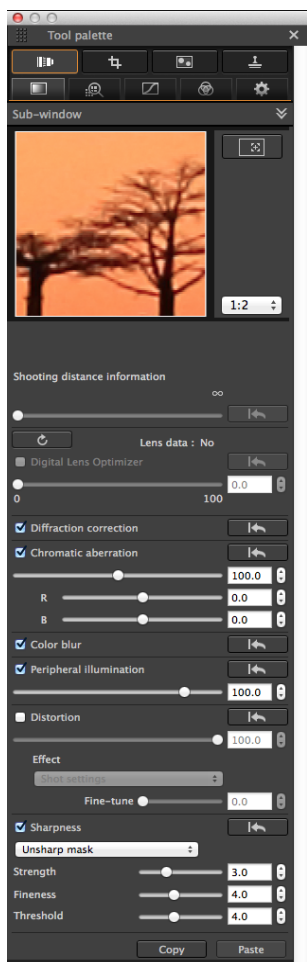 Tool palette
Sub-window
1:2
Shooting distance information
∞
Lens data : No
Digital Lens Optimizer
0.0
0 100
Diffraction correction
Chromatic aberration
100.0
R 0.0
B 0.0
Color blur
Peripheral illumination
100.0
Distortion
100.0
Effect
Shot settings
Fine-tune 0.0
Sharpness
Unsharp mask
Strength 3.0
Fineness 4.0
Threshold 4.0
Copy Paste